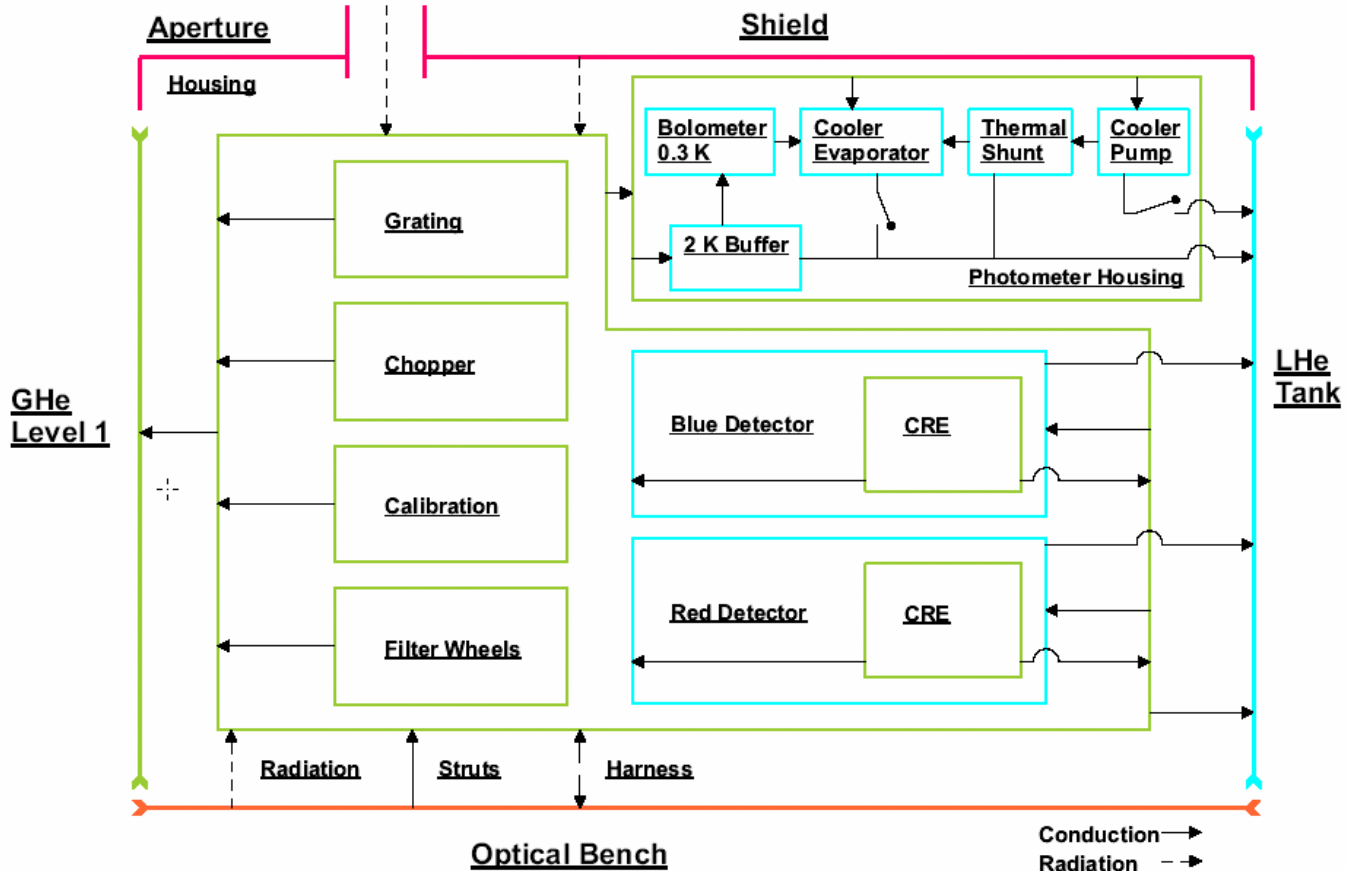 Aperture
Shield
Housing
Bolometer
0.3 K
Cooler
Evaporator
Thermal
Shunt
Cooler
Pump
Grating
2 K Buffer
Photometer Housing
Chopper
GHe
Level 1
LHe
Tank
Blue Detector
CRE
Calibration
Red Detector
CRE
Filter Wheels
Radiation
Struts
Harness
Optical Bench
Conduction
Radiation